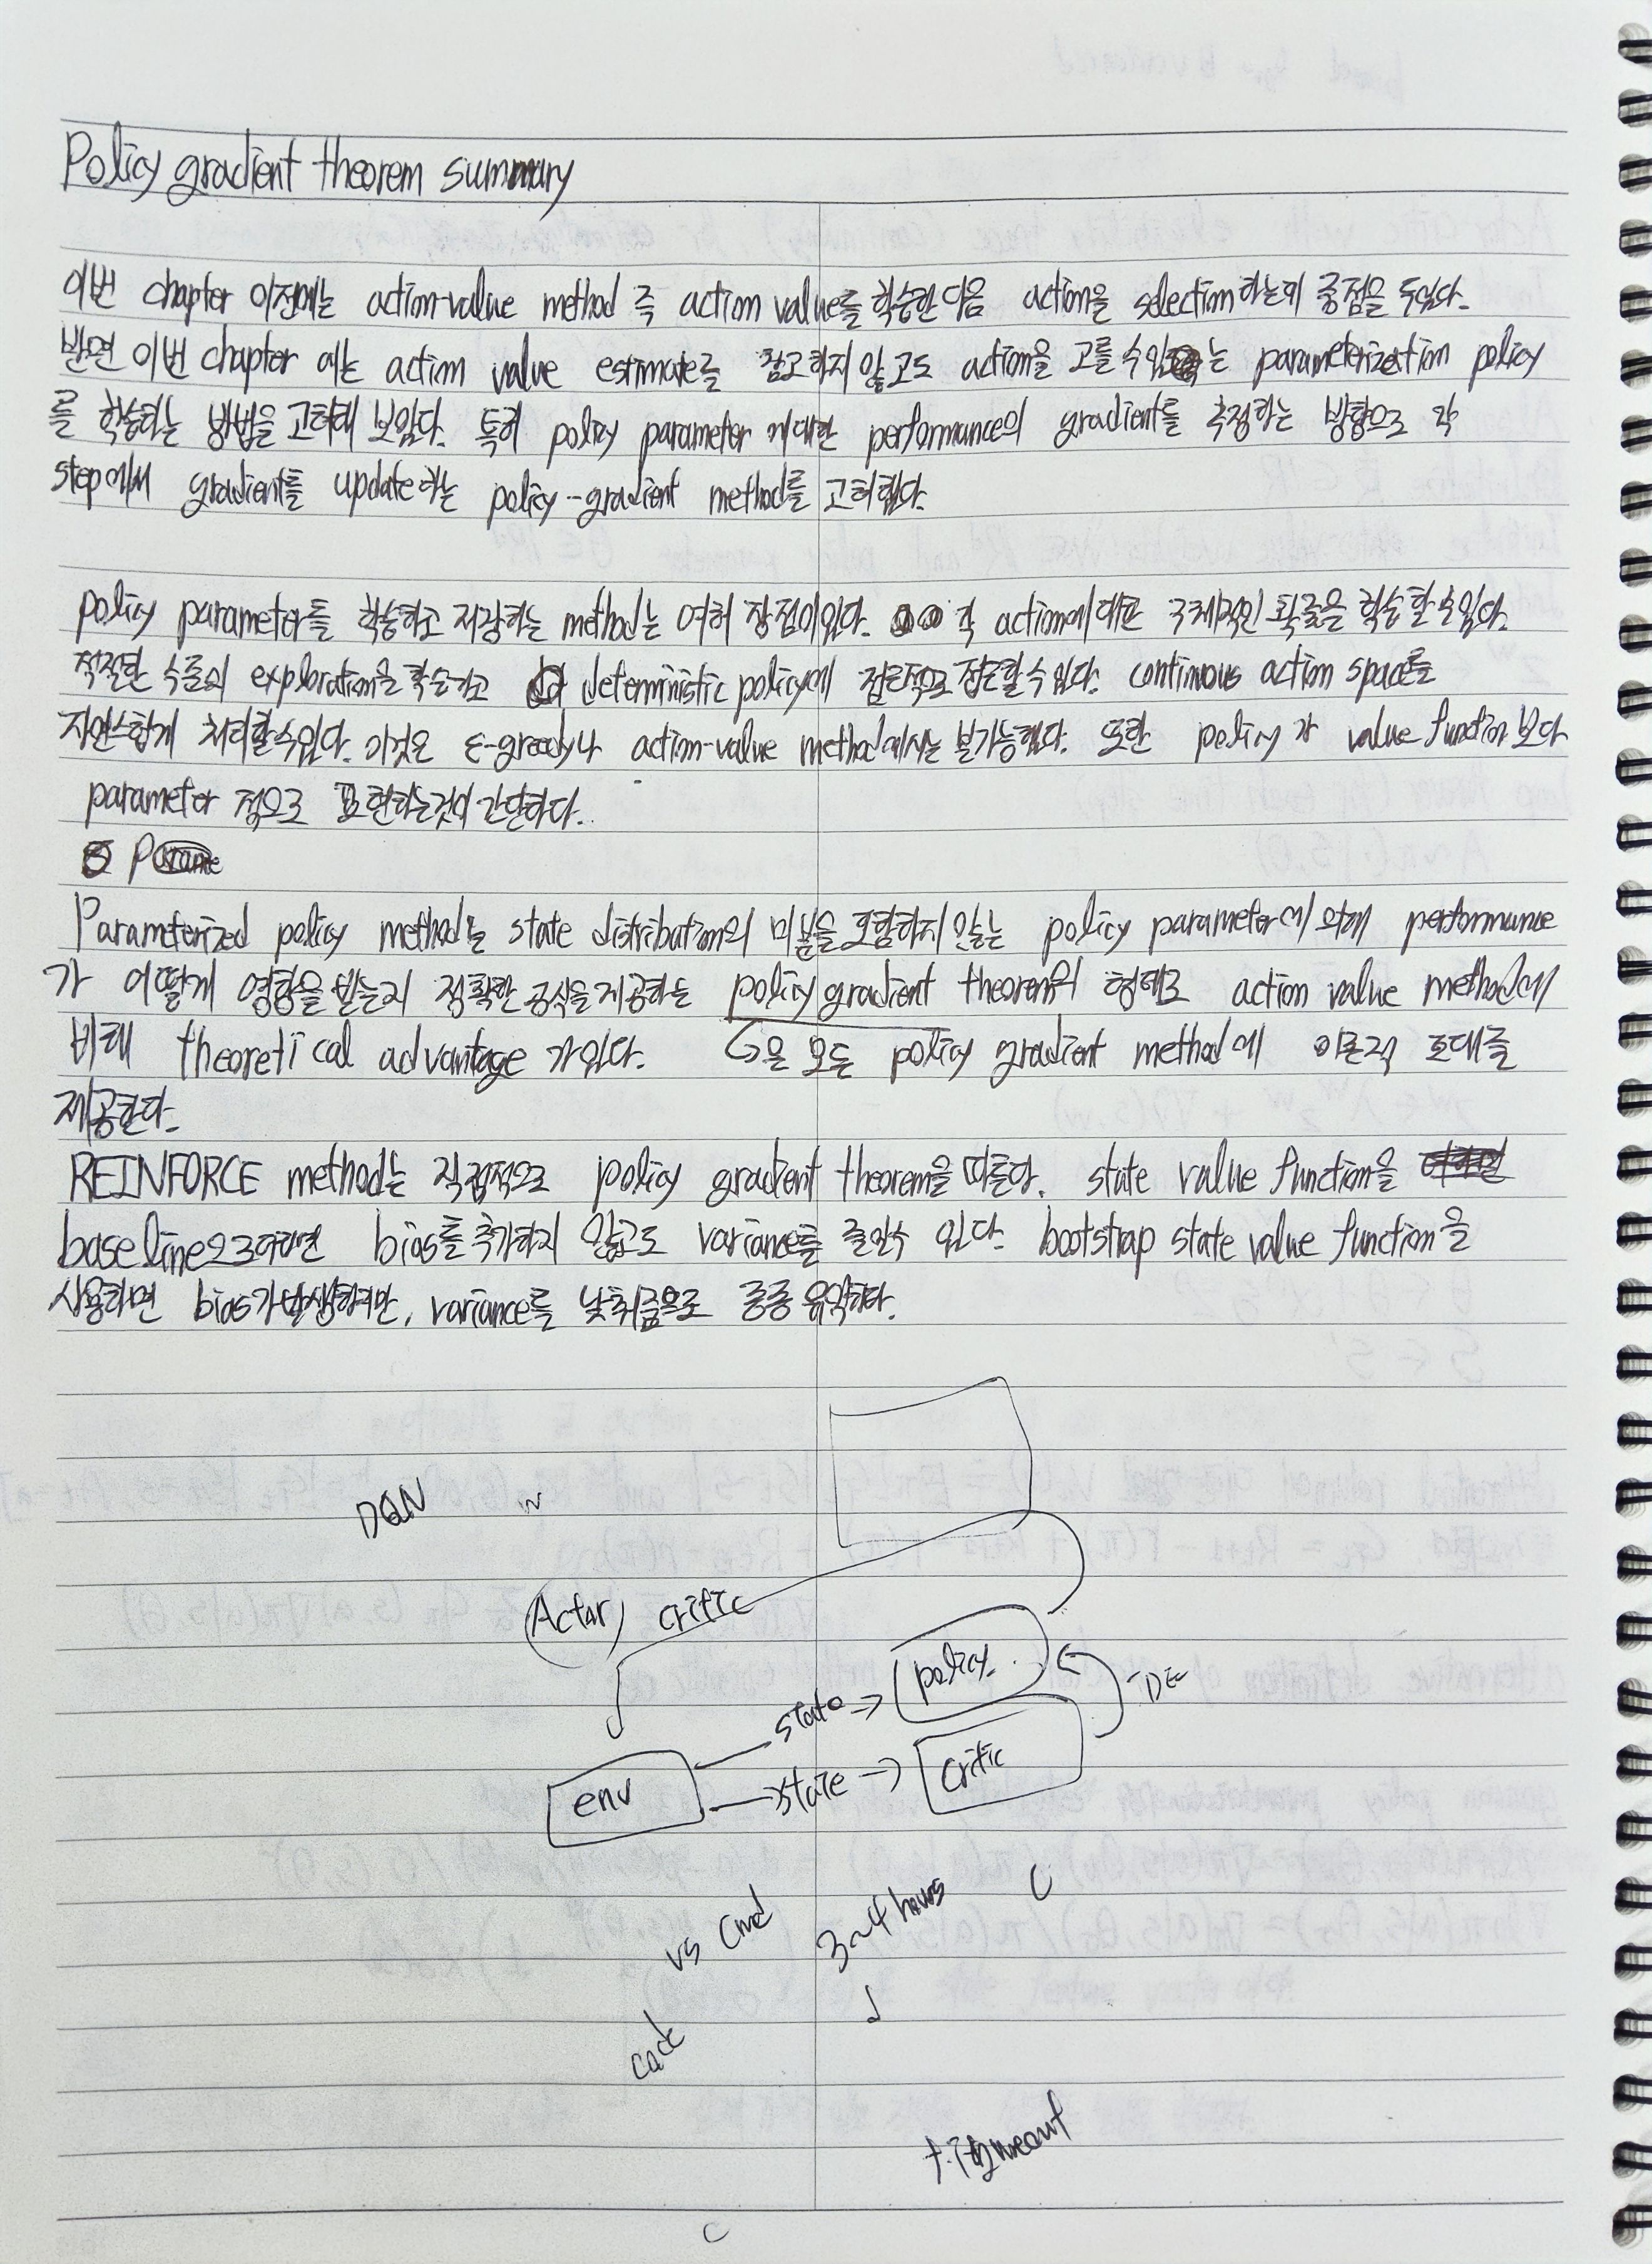 Policy gradient theorem summary
이번 chapter 이전에는 action-value method 즉 action value를 학습한 다음 action을 selection하는데 중점을 두었다.
반면 이번 chapter 에는 action value estimate를 참고하지 않고도 action을 고를 수 있는 parameterization policy
를 학습하는 방법을 고려해 보았다. 특히 policy parameter 에대한 performance의 gradient를 추정하는 방향으로 각
step에서 gradient를 update하는 policy-gradient method를 고려했다.
policy parameter를 학습하고 저장하는 method는 여러 장점이있다. 각 action에대한 구체적인 확률을 학습 할 수있다.
적절한 수준의 exploration을 학습하고 deterministic policy에 점근적으로 접근할수 있다. continuous action space를
자연스럽게 처리할수있다. 이것은 ε-greedy나 action-value method에서는 불가능했다. 또한 policy 가 value function 보다
parameter 적으로 표현하는것이 간단하다.
Parameterized policy method는 state distribution의 미분을 포함하지 않는 policy parameter에 의해 performance
가 어떻게 영향을 받는지 정확한 공식을제공하는 policy gradient theorem의 형태로 action value method에
비해 theoretical advantage 가있다. ↳은 모든 policy gradient method에 이론적 토대를
제공한다.
REINFORCE method는 직접적으로 policy gradient theorem을 따른다. state value function을
baseline으로 bias를 추가하지 않고도 variance를 줄일수 있다. bootstrap state value function을
사용하면 bias가발생하지만, variance를 낮춰줌으로 종종
DQN
Actor critic
policy
state →
env
state → critic
vs Cmd
3~4 hours